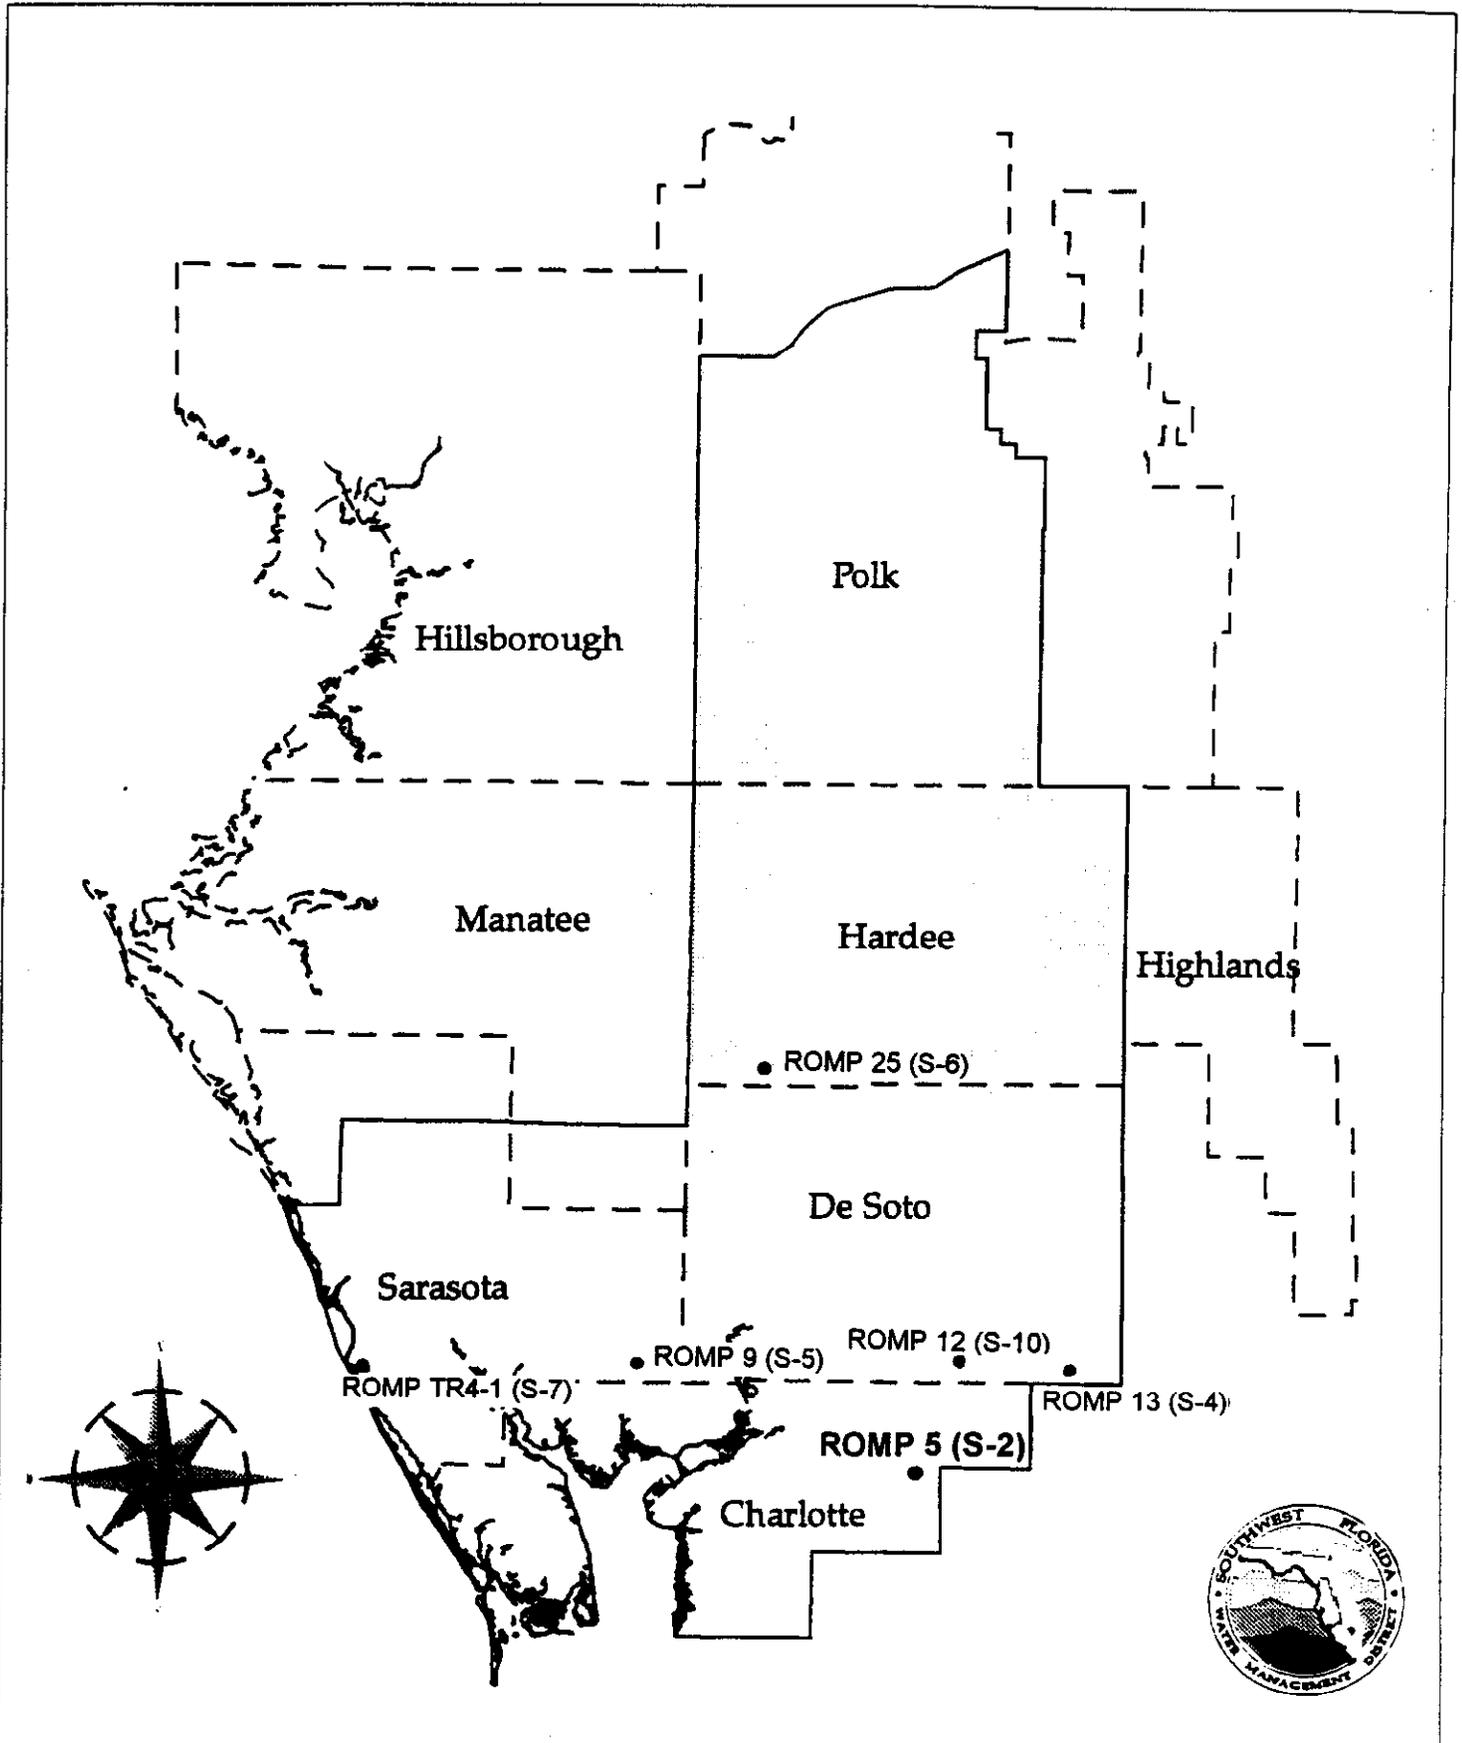 Polk
Hillsborough
Manatee
Hardee
Highlands
ROMP 25 (S-6)
De Soto
Sarasota
ROMP 12 (S-10)
ROMP 9 (S-5)
ROMP TR4-1 (S-7)
ROMP 13 (S-4)
ROMP 5 (S-2)
Charlotte
SOUTHWEST FLORIDA
WATER MANAGEMENT DISTRICT